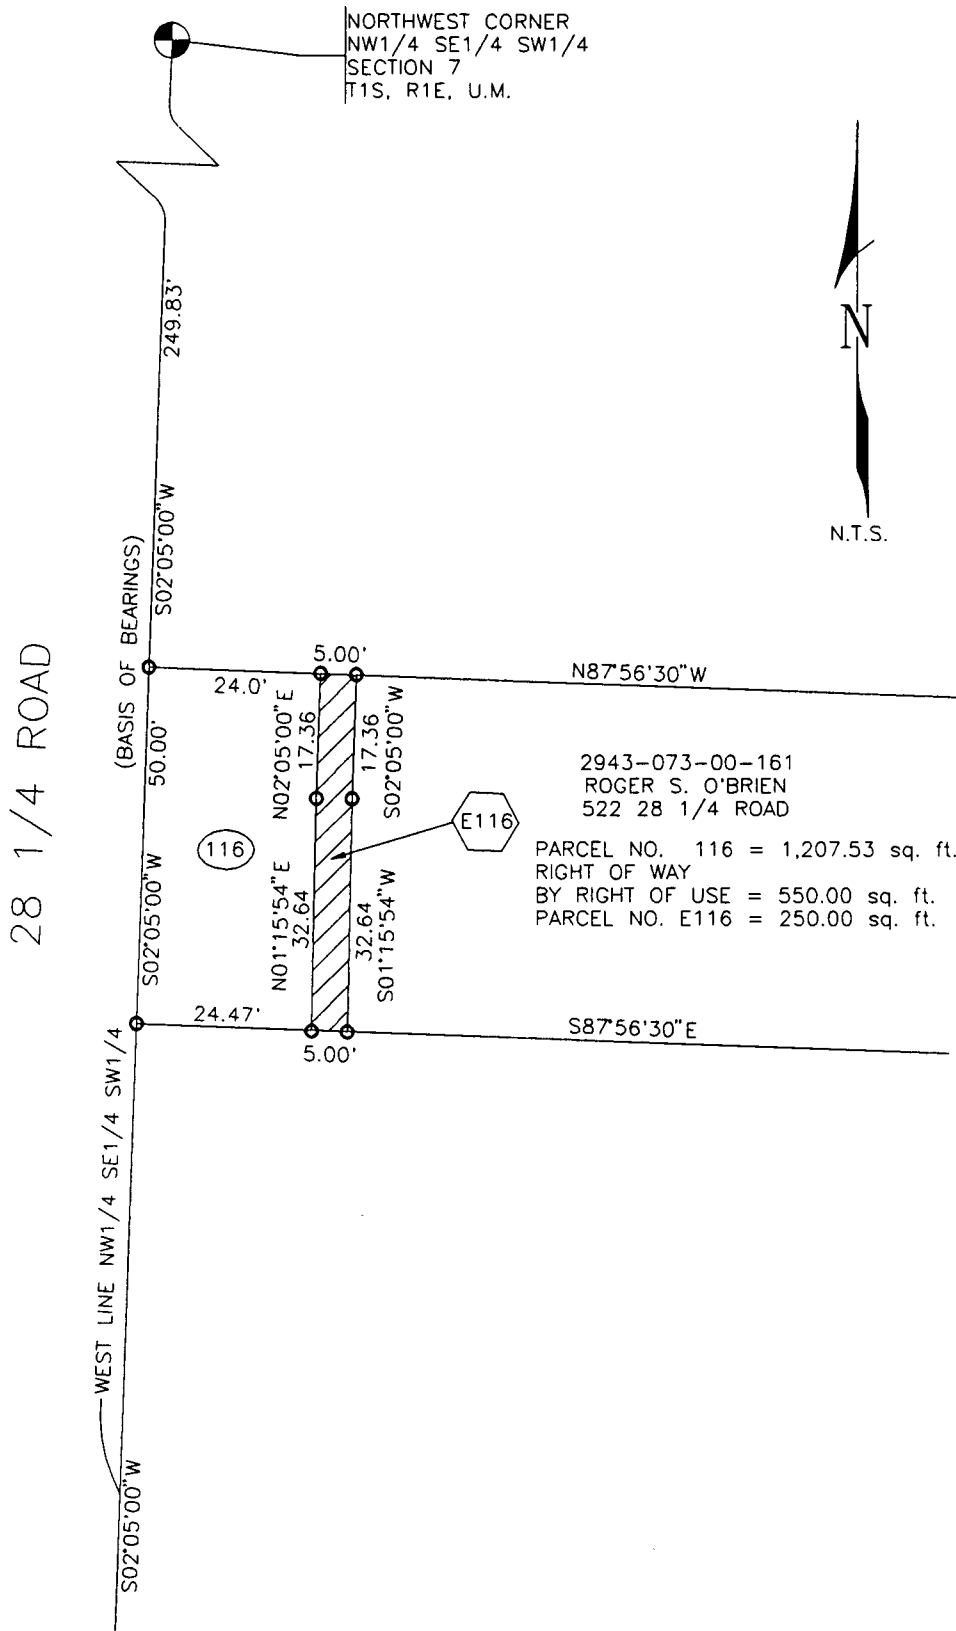 NORTHWEST CORNER
NW1/4 SE1/4 SW1/4
SECTION 7
T1S, R1E, U.M.
249.83'
S02°05'00"W
(BASIS OF BEARINGS)
N
N.T.S.
28 1/4 ROAD
5.00'
24.0'
N87°56'30"W
50.00'
S02°05'00"W
N02°05'00"E
17.36
17.36
S02°05'00"W
2943-073-00-161
ROGER S. O'BRIEN
522 28 1/4 ROAD
116
E116
PARCEL NO. 116 = 1,207.53 sq. ft.
RIGHT OF WAY
BY RIGHT OF USE = 550.00 sq. ft.
PARCEL NO. E116 = 250.00 sq. ft.
N01°15'54"E
32.64
32.64
S01°15'54"W
24.47'
5.00'
S87°56'30"E
WEST LINE NW1/4 SE1/4 SW1/4
S02°05'00"W